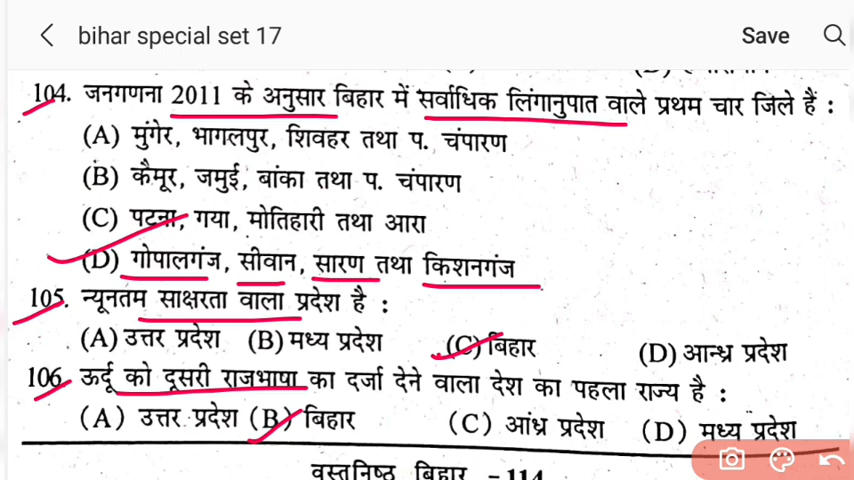 bihar special set 17
Save
104. जनगणना 2011 के अनुसार बिहार में सर्वाधिक लिंगानुपात वाले प्रथम चार जिले हैं :
(A) मुंगेर, भागलपुर, शिवहर तथा प. चंपारण
(B) कैमूर, जमुई, बांका तथा प. चंपारण
(C) पटना, गया, मोतिहारी तथा आरा
(D) गोपालगंज, सीवान, सारण तथा किशनगंज
105. न्यूनतम साक्षरता वाला प्रदेश है :
(A) उत्तर प्रदेश (B) मध्य प्रदेश (C) बिहार (D) आन्ध्र प्रदेश
106. ऊर्दू को दूसरी राजभाषा का दर्जा देने वाला देश का पहला राज्य है :
(A) उत्तर प्रदेश (B) बिहार (C) आंध्र प्रदेश (D) मध्य प्रदेश
वस्तुनिष्ठ बिहार - 114